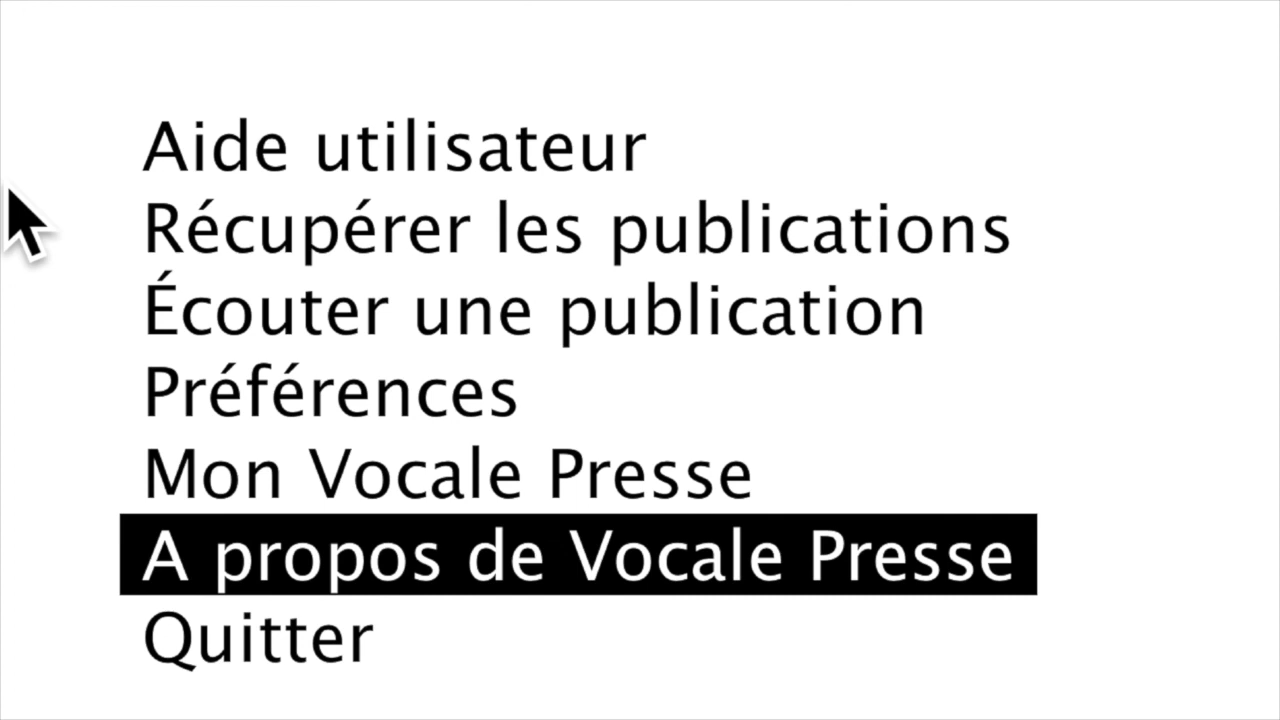 Aide utilisateur
Récupérer les publications
Écouter une publication
Préférences
Mon Vocale Presse
A propos de Vocale Presse
Quitter